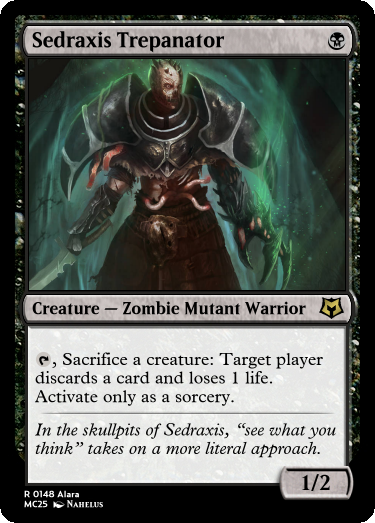 Sedraxis Trepanator
Creature — Zombie Mutant Warrior
, Sacrifice a creature: Target player
discards a card and loses 1 life.
Activate only as a sorcery.
In the skullpits of Sedraxis, “see what you
think” takes on a more literal approach.
1/2
R 0148 Alara
MC25 Nahelus